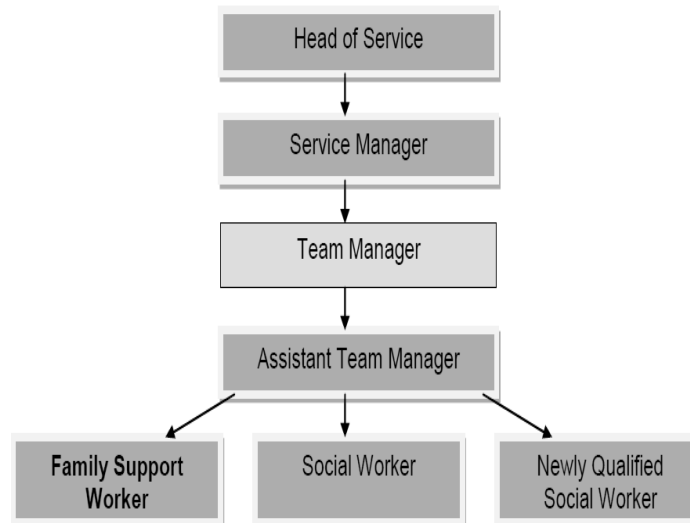 Head of Service
Service Manager
Team Manager
Assistant Team Manager
Family Support
Worker
Social Worker
Newly Qualified
Social Worker